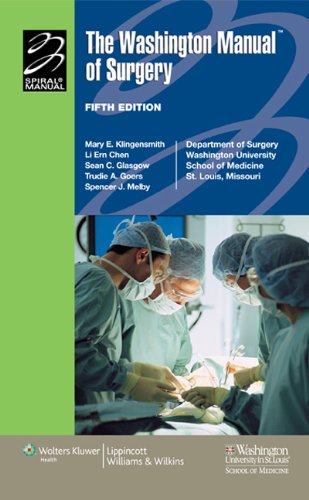 SPIRAL® MANUAL
The Washington Manual™
of Surgery
FIFTH EDITION
Mary E. Klingensmith
Li Ern Chen
Sean C. Glasgow
Trudie A. Goers
Spencer J. Melby
Department of Surgery
Washington University
School of Medicine
St. Louis, Missouri
Wolters Kluwer
Health
Lippincott
Williams & Wilkins
Washington
University in St. Louis
SCHOOL OF MEDICINE